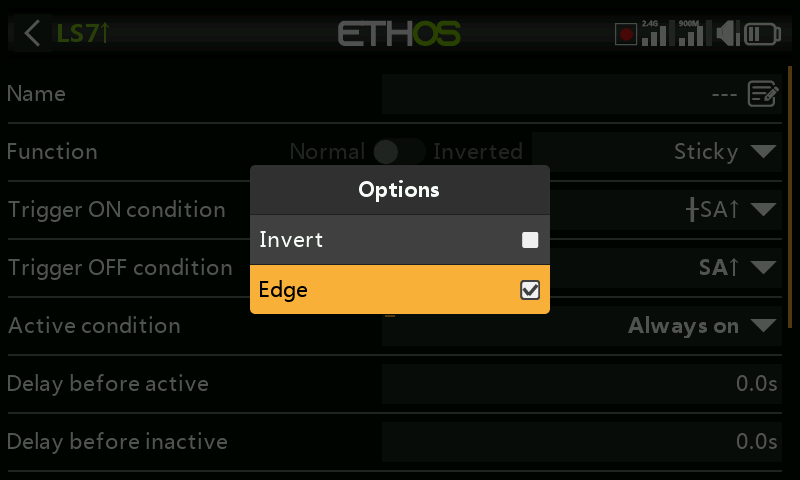 LS7↑ ETHOS 2.4G 900M
Name ---
Function Normal Inverted Sticky
Options
Trigger ON condition ╂SA↑
Invert
Trigger OFF condition SA↑
Edge
Active condition Always on
Delay before active 0.0s
Delay before inactive 0.0s